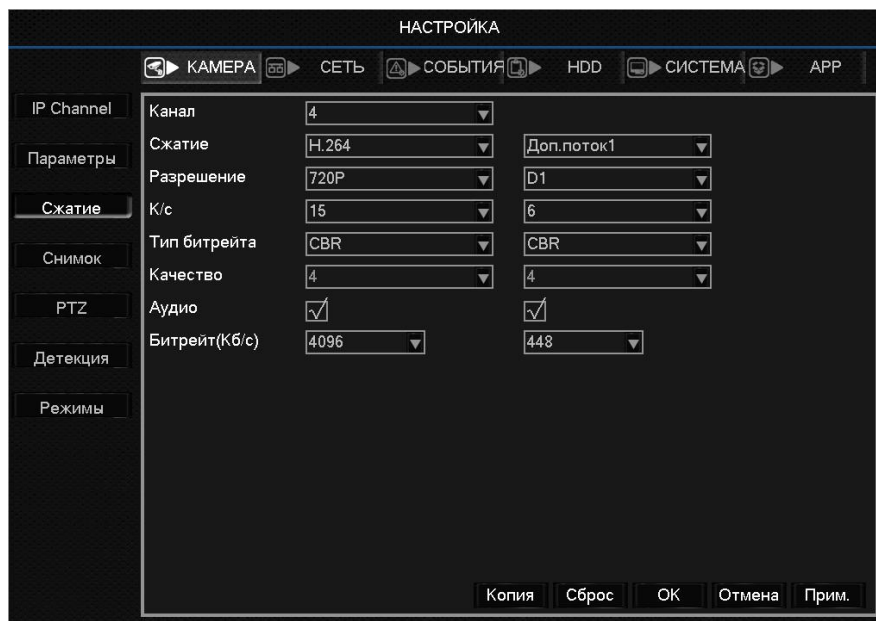 НАСТРОЙКА
КАМЕРА СЕТЬ СОБЫТИЯ HDD СИСТЕМА APP
IP Channel
Параметры
Сжатие
Снимок
PTZ
Детекция
Режимы
Канал 4
Сжатие H.264 Доп.поток1
Разрешение 720P D1
К/с 15 6
Тип битрейта CBR CBR
Качество 4 4
Аудио
Битрейт(Кб/с) 4096 448
Копия Сброс OK Отмена Прим.